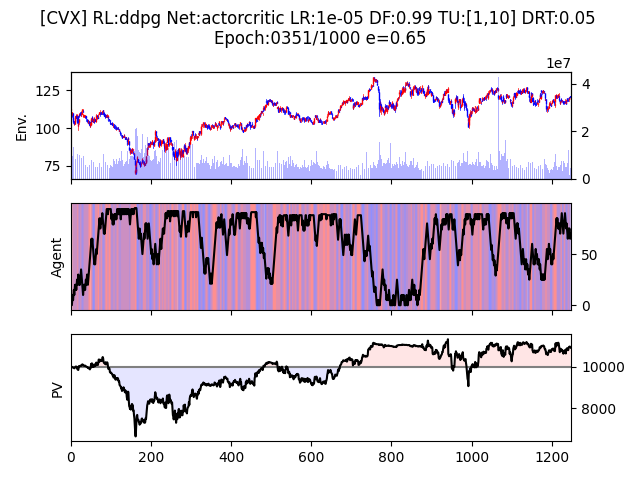 [CVX] RL:ddpg Net:actorcritic LR:1e-05 DF:0.99 TU:[1,10] DRT:0.05
Epoch:0351/1000 e=0.65
1e7
125
100
75
Env.
4
2
0
Agent
50
0
PV
10000
8000
0
200
400
600
800
1000
1200